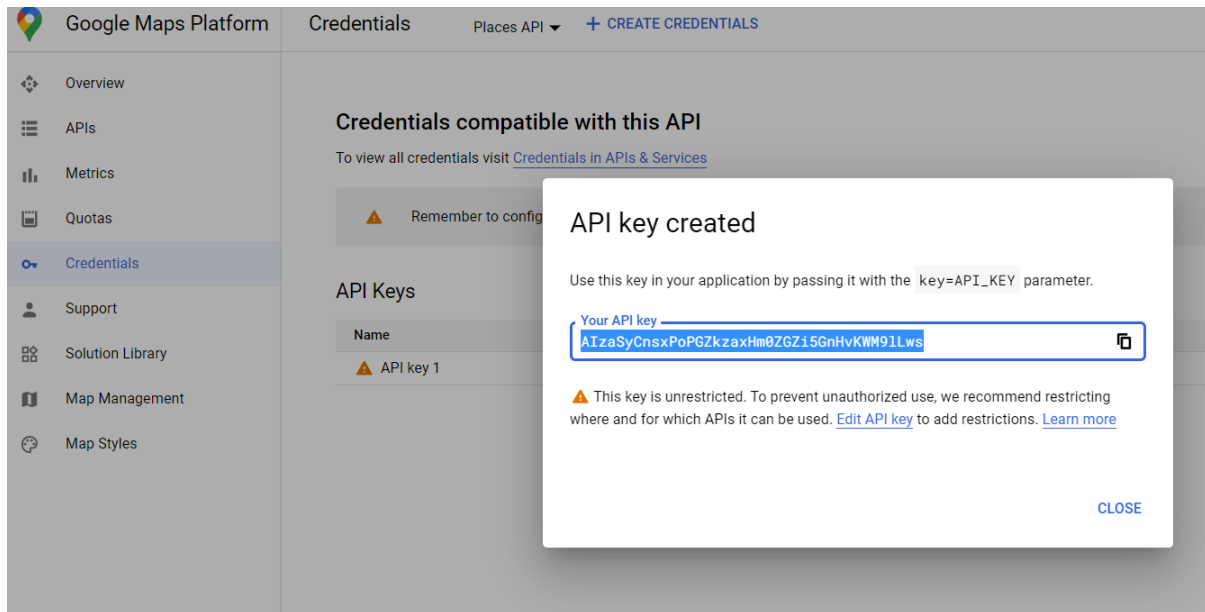 Google Maps Platform
Credentials
Places API
+ CREATE CREDENTIALS
Overview
APIs
Metrics
Quotas
Credentials
Support
Solution Library
Map Management
Map Styles
Credentials compatible with this API
To view all credentials visit Credentials in APIs & Services
Remember to config
API Keys
Name
API key 1
API key created
Use this key in your application by passing it with the key=API_KEY parameter.
Your API key
AIzaSyCnsxPoPGZkzaxHm0ZGZi5GnHvKWM9lLws
This key is unrestricted. To prevent unauthorized use, we recommend restricting
where and for which APIs it can be used. Edit API key to add restrictions. Learn more
CLOSE